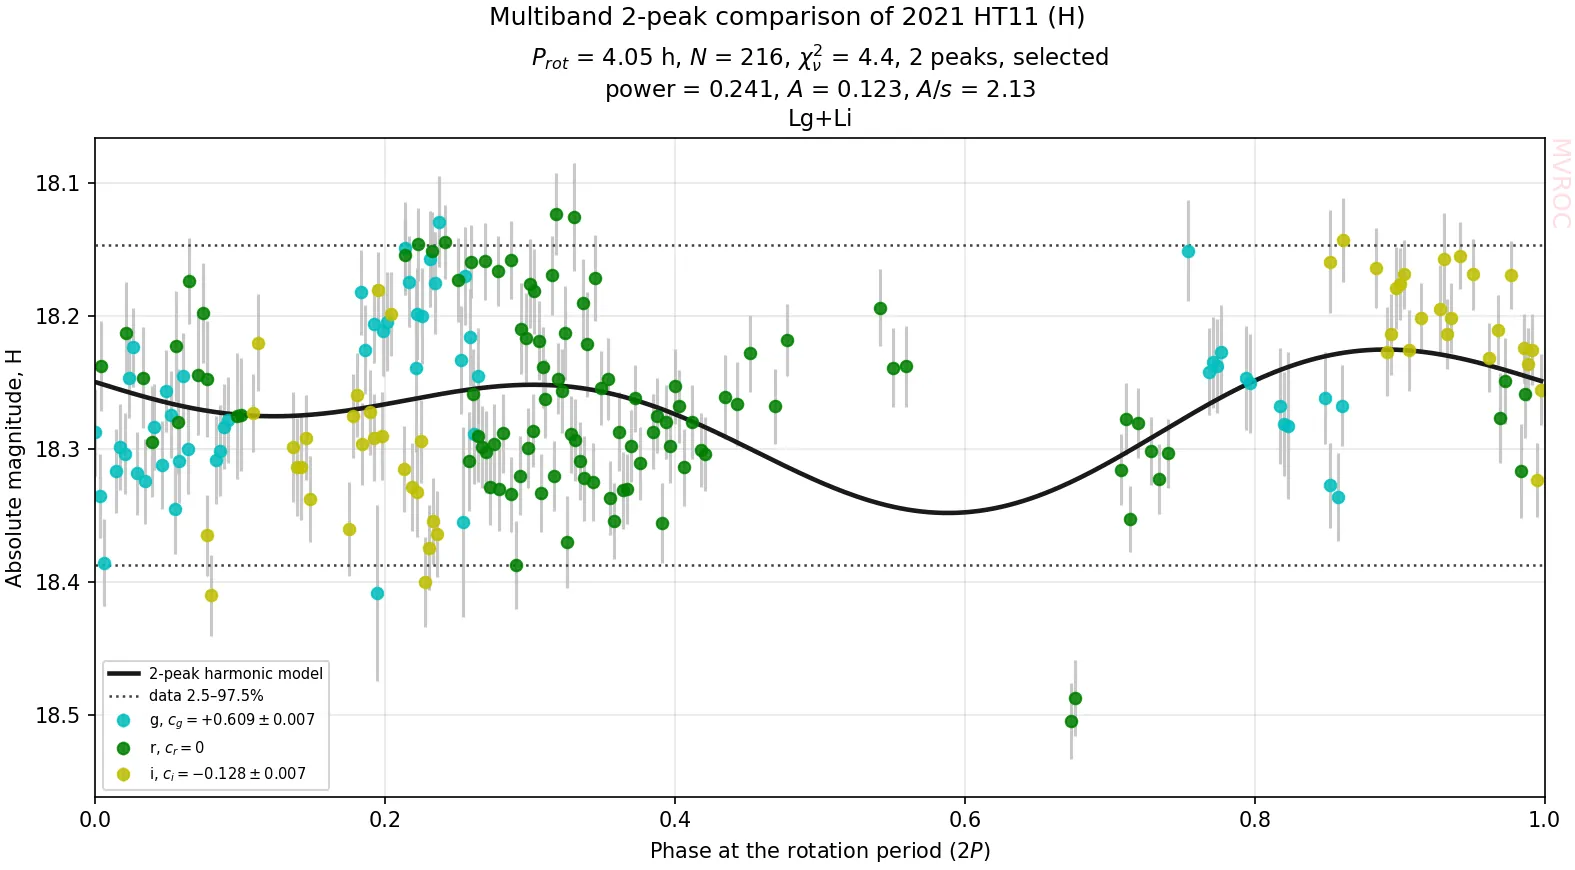 Multiband 2-peak comparison of 2021 HT11 (H)
P_rot = 4.05 h, N = 216, χ²_ν = 4.4, 2 peaks, selected
power = 0.241, A = 0.123, A/s = 2.13
Lg+Li
MVROC
Absolute magnitude, H
18.1
18.2
18.3
18.4
18.5
2-peak harmonic model
data 2.5–97.5%
g, c_g = +0.609 ± 0.007
r, c_r = 0
i, c_i = −0.128 ± 0.007
0.0 0.2 0.4 0.6 0.8 1.0
Phase at the rotation period (2P)